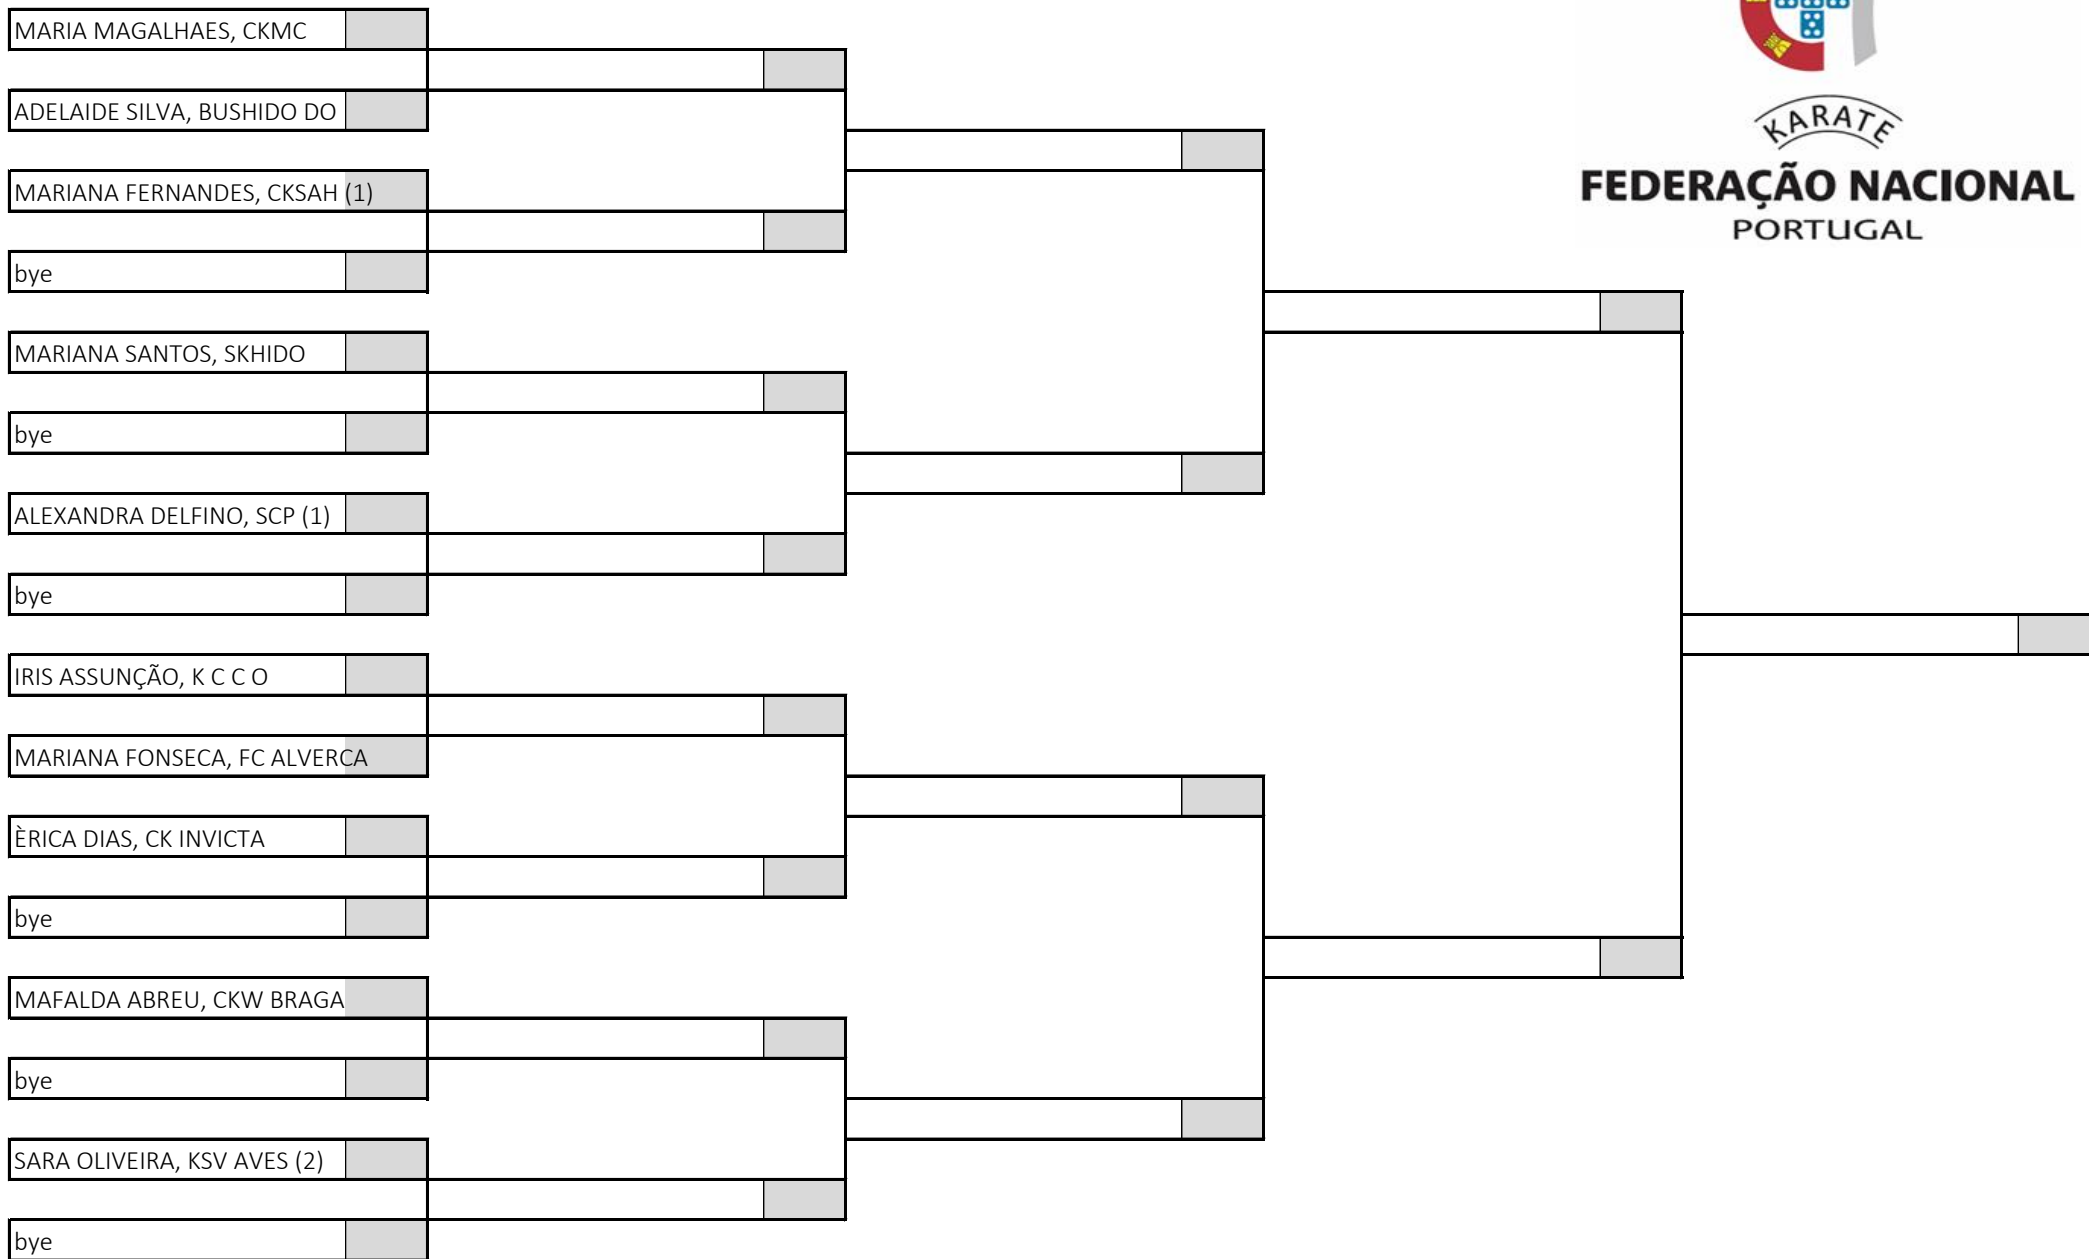 MARIA MAGALHAES, CKMC
ADELAIDE SILVA, BUSHIDO DO
MARIANA FERNANDES, CKSAH (1)
bye
MARIANA SANTOS, SKHIDO
bye
ALEXANDRA DELFINO, SCP (1)
bye
IRIS ASSUNÇÃO, K C C O
MARIANA FONSECA, FC ALVERCA
ÈRICA DIAS, CK INVICTA
bye
MAFALDA ABREU, CKW BRAGA
bye
SARA OLIVEIRA, KSV AVES (2)
bye
KARATE
FEDERAÇÃO NACIONAL
PORTUGAL